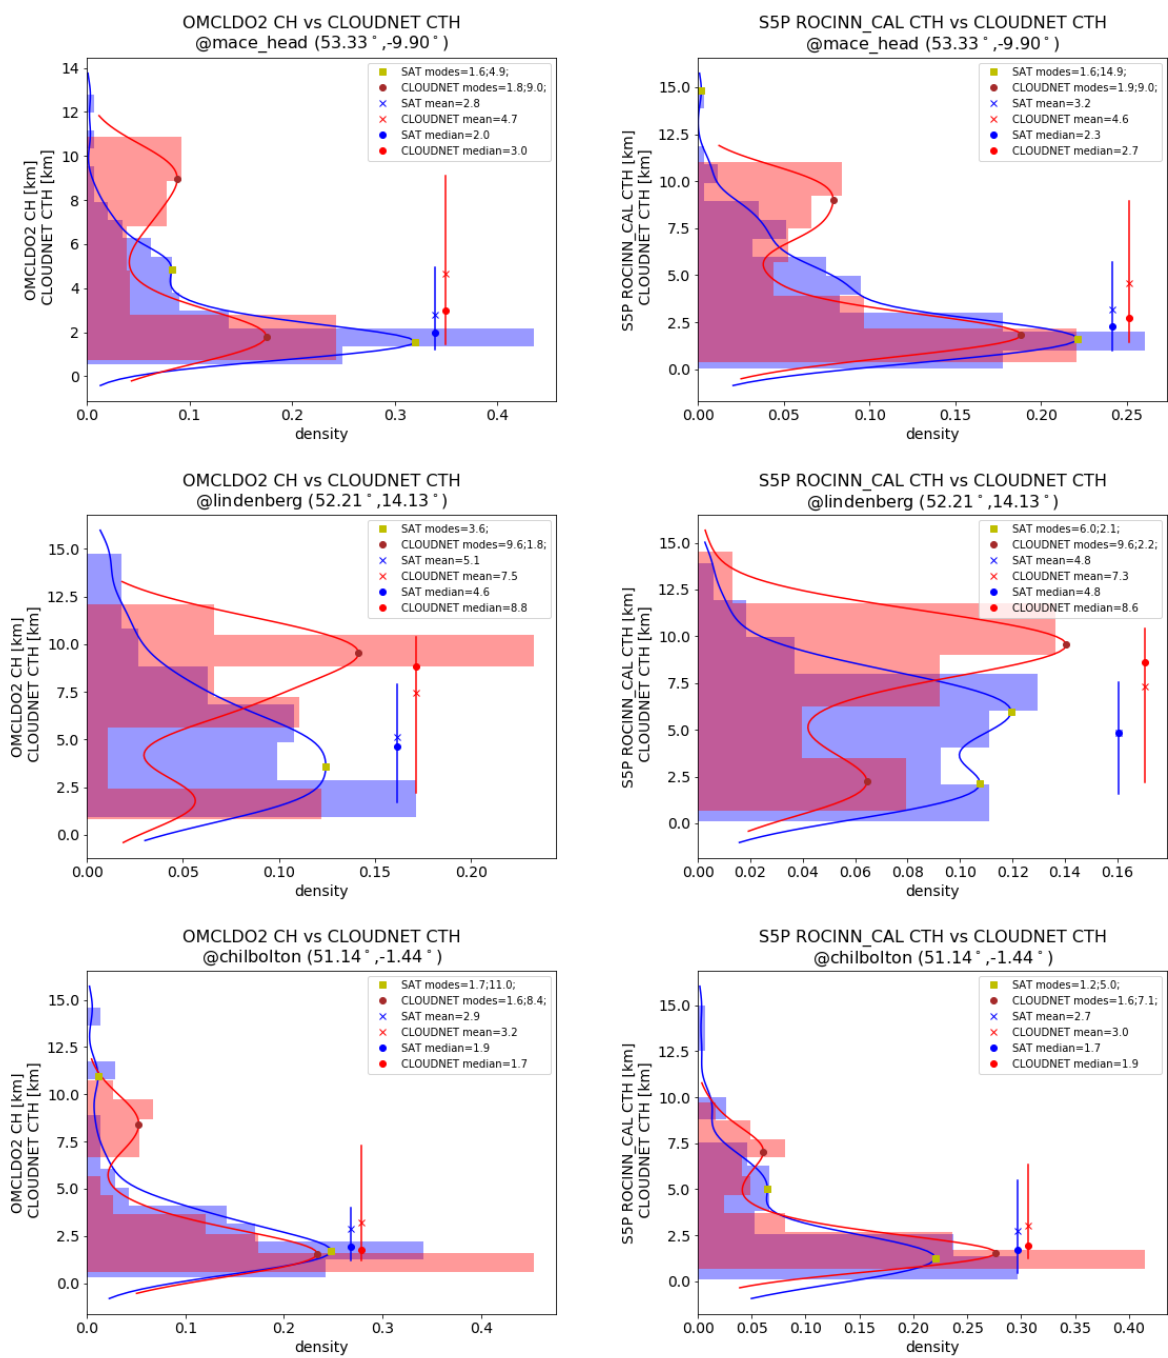 OMCLDO2 CH vs CLOUDNET CTH
@mace_head (53.33°,-9.90°)
SAT modes=1.6;4.9;
CLOUDNET modes=1.8;9.0;
SAT mean=2.8
CLOUDNET mean=4.7
SAT median=2.0
CLOUDNET median=3.0
OMCLDO2 CH [km]
CLOUDNET CTH [km]
14
12
10
8
6
4
2
0
0.0
0.1
0.2
0.3
0.4
density
S5P ROCINN_CAL CTH vs CLOUDNET CTH
@mace_head (53.33°,-9.90°)
SAT modes=1.6;14.9;
CLOUDNET modes=1.9;9.0;
SAT mean=3.2
CLOUDNET mean=4.6
SAT median=2.3
CLOUDNET median=2.7
S5P ROCINN_CAL CTH [km]
CLOUDNET CTH [km]
15.0
12.5
10.0
7.5
5.0
2.5
0.0
0.00
0.05
0.10
0.15
0.20
0.25
density
OMCLDO2 CH vs CLOUDNET CTH
@lindenberg (52.21°,14.13°)
SAT modes=3.6;
CLOUDNET modes=9.6;1.8;
SAT mean=5.1
CLOUDNET mean=7.5
SAT median=4.6
CLOUDNET median=8.8
OMCLDO2 CH [km]
CLOUDNET CTH [km]
15.0
12.5
10.0
7.5
5.0
2.5
0.0
0.00
0.05
0.10
0.15
0.20
density
S5P ROCINN_CAL CTH vs CLOUDNET CTH
@lindenberg (52.21°,14.13°)
SAT modes=6.0;2.1;
CLOUDNET modes=9.6;2.2;
SAT mean=4.8
CLOUDNET mean=7.3
SAT median=4.8
CLOUDNET median=8.6
S5P ROCINN_CAL CTH [km]
CLOUDNET CTH [km]
15.0
12.5
10.0
7.5
5.0
2.5
0.0
0.00
0.02
0.04
0.06
0.08
0.10
0.12
0.14
0.16
density
OMCLDO2 CH vs CLOUDNET CTH
@chilbolton (51.14°,-1.44°)
SAT modes=1.7;11.0;
CLOUDNET modes=1.6;8.4;
SAT mean=2.9
CLOUDNET mean=3.2
SAT median=1.9
CLOUDNET median=1.7
OMCLDO2 CH [km]
CLOUDNET CTH [km]
15.0
12.5
10.0
7.5
5.0
2.5
0.0
0.0
0.1
0.2
0.3
0.4
density
S5P ROCINN_CAL CTH vs CLOUDNET CTH
@chilbolton (51.14°,-1.44°)
SAT modes=1.2;5.0;
CLOUDNET modes=1.6;7.1;
SAT mean=2.7
CLOUDNET mean=3.0
SAT median=1.7
CLOUDNET median=1.9
S5P ROCINN_CAL CTH [km]
CLOUDNET CTH [km]
15.0
12.5
10.0
7.5
5.0
2.5
0.0
0.00
0.05
0.10
0.15
0.20
0.25
0.30
0.35
0.40
density